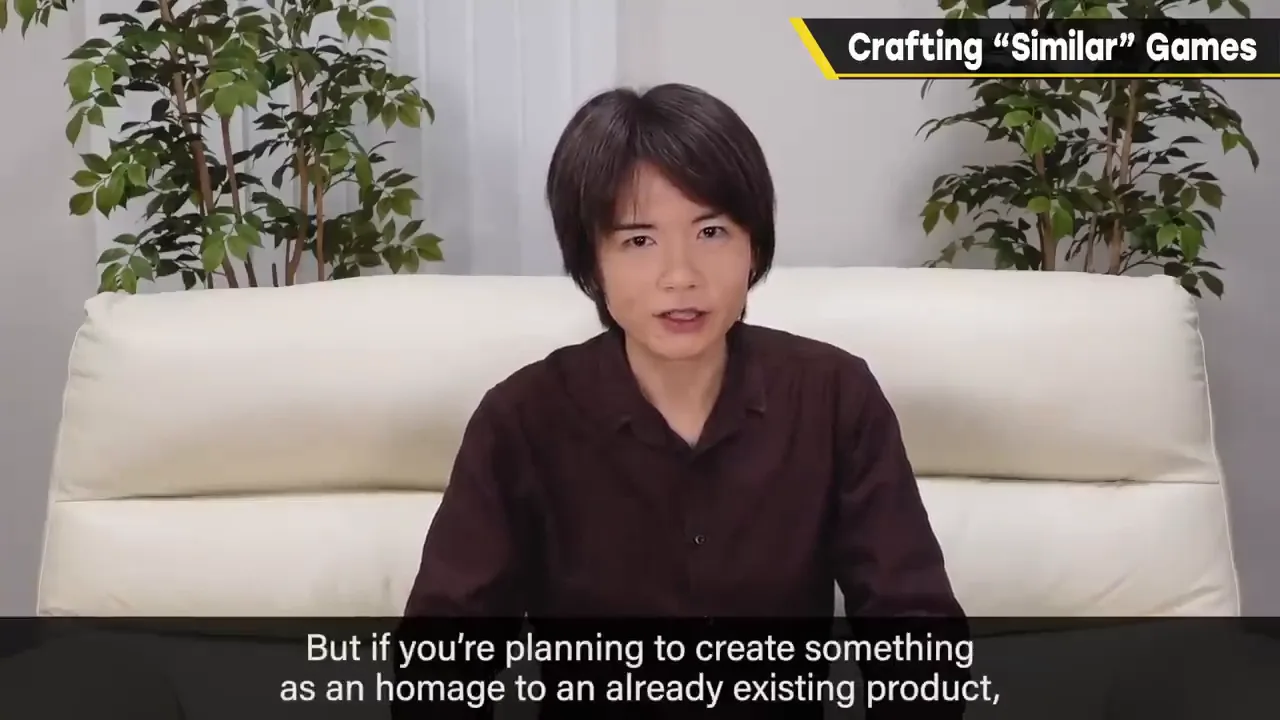 Crafting “Similar” Games
But if you’re planning to create something
as an homage to an already existing product,